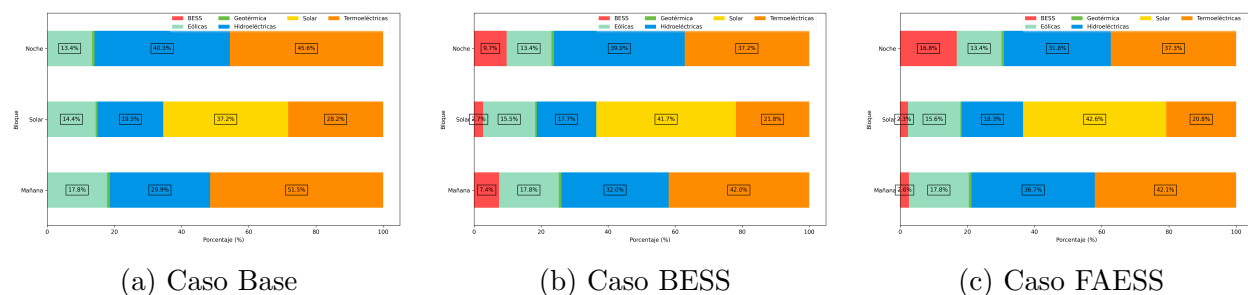 BESS Geotérmica Solar Termoeléctricas
Eólicas Hidroeléctricas
Noche 13.4% 40.3% 45.6%
Bloque
Solar 14.4% 19.5% 37.2% 28.2%
Mañana 17.8% 29.9% 51.5%
0 20 40 60 80 100
Porcentaje (%)
(a) Caso Base
BESS Geotérmica Solar Termoeléctricas
Eólicas Hidroeléctricas
Noche 9.7% 13.4% 39.0% 37.2%
Bloque
Solar 2.7% 15.5% 17.7% 41.7% 21.8%
Mañana 7.4% 17.8% 32.0% 42.0%
0 20 40 60 80 100
Porcentaje (%)
(b) Caso BESS
BESS Geotérmica Solar Termoeléctricas
Eólicas Hidroeléctricas
Noche 16.8% 13.4% 31.8% 37.3%
Bloque
Solar 2.3% 15.6% 18.3% 42.6% 20.8%
Mañana 2.6% 17.8% 36.7% 42.1%
0 20 40 60 80 100
Porcentaje (%)
(c) Caso FAESS